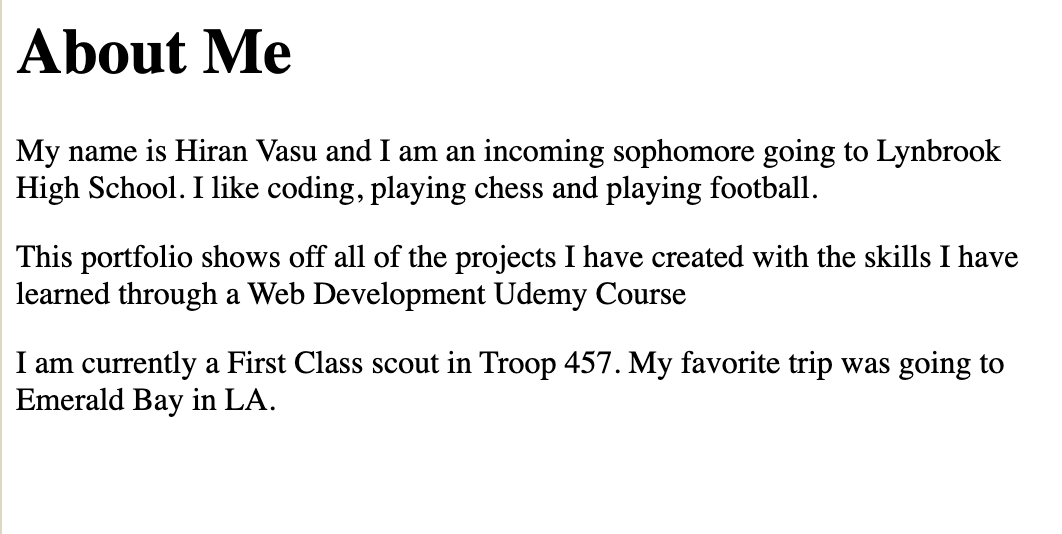 About Me
My name is Hiran Vasu and I am an incoming sophomore going to Lynbrook
High School. I like coding, playing chess and playing football.
This portfolio shows off all of the projects I have created with the skills I have
learned through a Web Development Udemy Course
I am currently a First Class scout in Troop 457. My favorite trip was going to
Emerald Bay in LA.